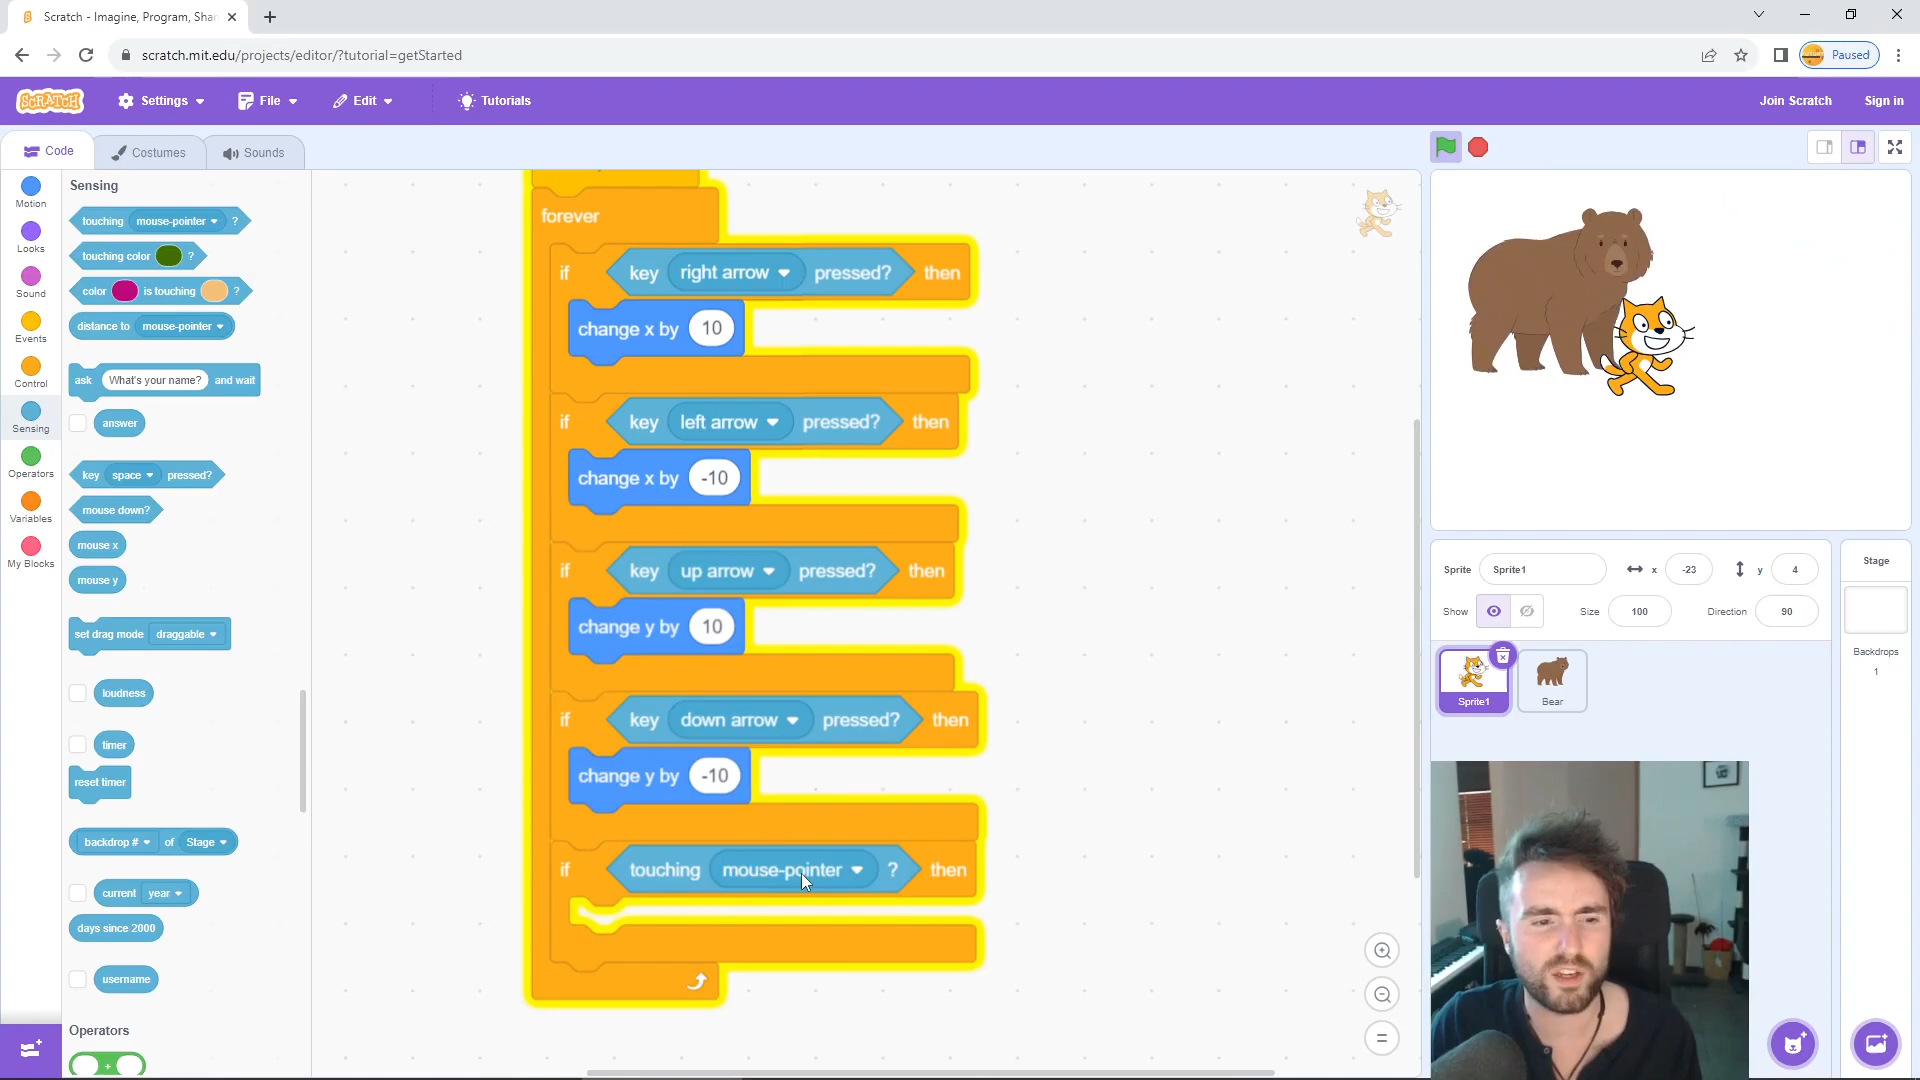 Scratch - Imagine, Program, Shar
scratch.mit.edu/projects/editor/?tutorial=getStarted
Paused
SCRATCH
Settings
File
Edit
Tutorials
Join Scratch
Sign in
Code
Costumes
Sounds
Motion
Looks
Sound
Events
Control
Sensing
Operators
Variables
My Blocks
Sensing
touching mouse-pointer ?
touching color ?
color is touching ?
distance to mouse-pointer
ask What's your name? and wait
answer
key space pressed?
mouse down?
mouse x
mouse y
set drag mode draggable
loudness
timer
reset timer
backdrop # of Stage
current year
days since 2000
username
Operators
+
forever
if key right arrow pressed? then
change x by 10
if key left arrow pressed? then
change x by -10
if key up arrow pressed? then
change y by 10
if key down arrow pressed? then
change y by -10
if touching mouse-pointer ? then
Sprite Sprite1 x -23 y 4
Show Size 100 Direction 90
Sprite1
Bear
Stage
Backdrops
1